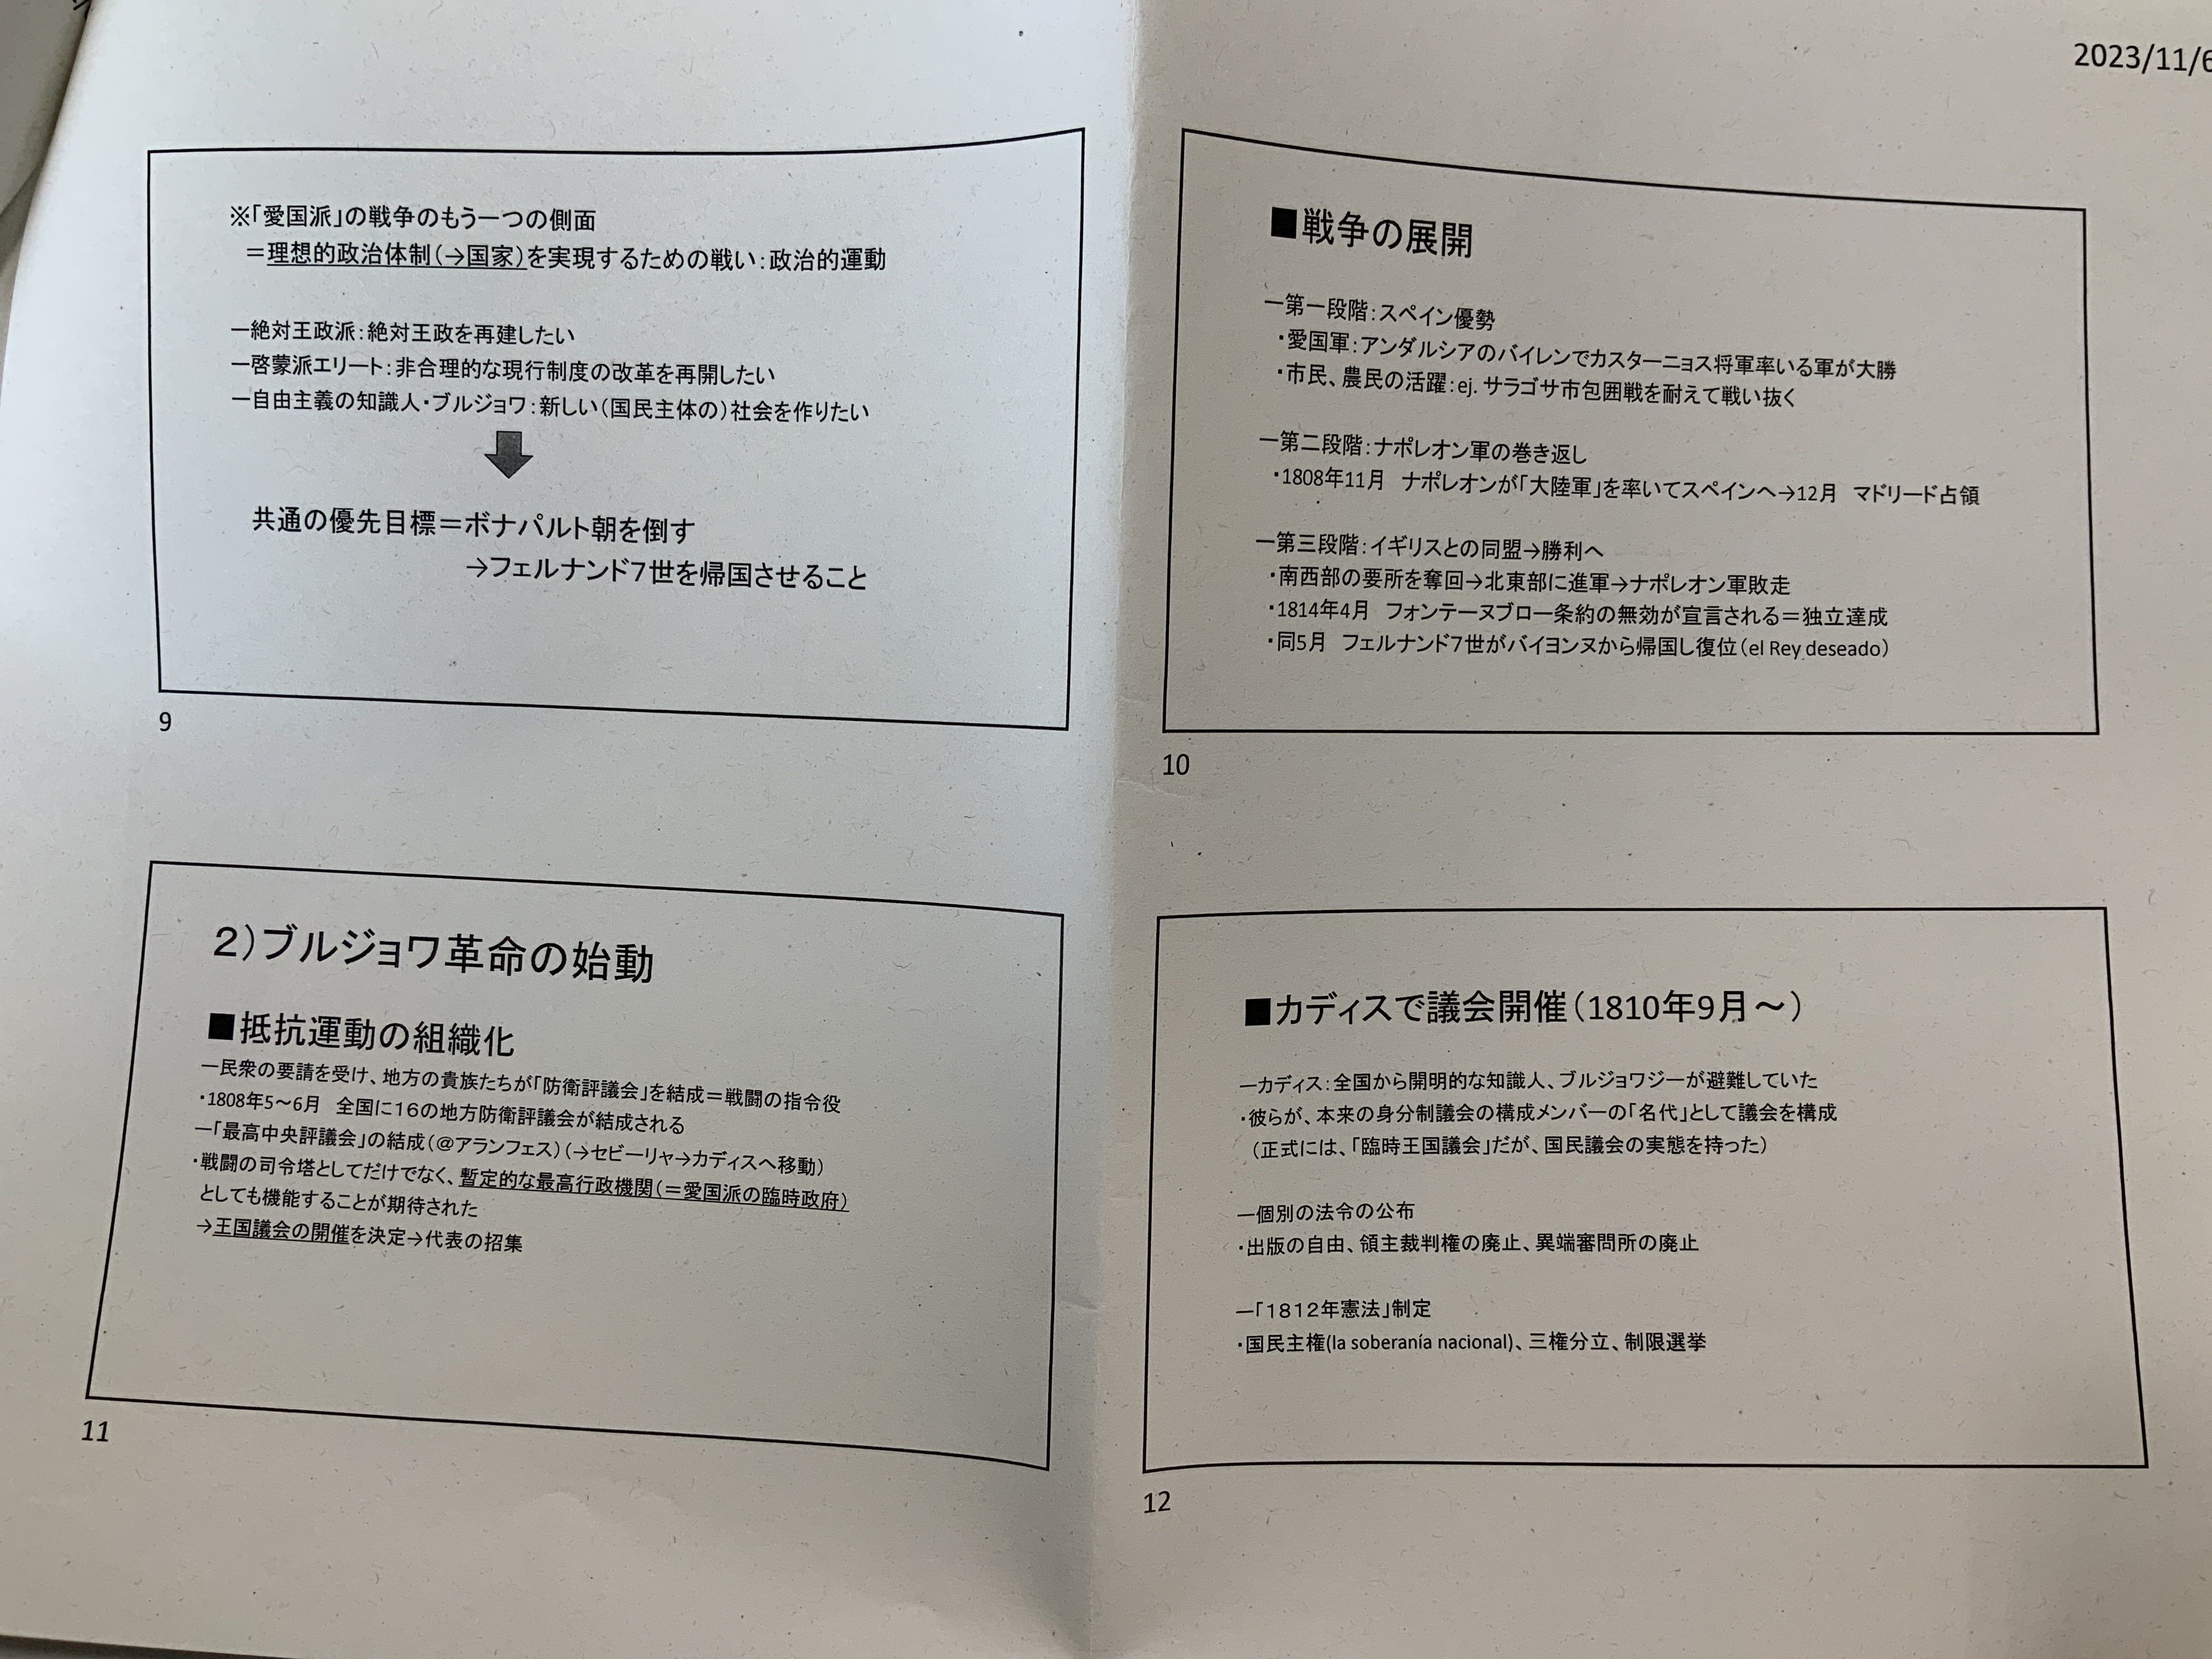 2023/11/6
※「愛国派」の戦争のもう一つの側面
＝理想的政治体制（→国家）を実現するための戦い：政治的運動
ー絶対王政派：絶対王政を再建したい
ー啓蒙派エリート：非合理的な現行制度の改革を再開したい
ー自由主義の知識人・ブルジョワ：新しい（国民主体の）社会を作りたい
共通の優先目標＝ボナパルト朝を倒す
→フェルナンド７世を帰国させること
9
■戦争の展開
ー第一段階：スペイン優勢
・愛国軍：アンダルシアのバイレンでカスターニョス将軍率いる軍が大勝
・市民、農民の活躍：ej. サラゴサ市包囲戦を耐えて戦い抜く
ー第二段階：ナポレオン軍の巻き返し
・1808年11月　ナポレオンが「大陸軍」を率いてスペインへ→12月　マドリード占領
ー第三段階：イギリスとの同盟→勝利へ
・南西部の要所を奪回→北東部に進軍→ナポレオン軍敗走
・1814年4月　フォンテーヌブロー条約の無効が宣言される＝独立達成
・同5月　フェルナンド７世がバイヨンヌから帰国し復位（el Rey deseado）
10
２）ブルジョワ革命の始動
■抵抗運動の組織化
ー民衆の要請を受け、地方の貴族たちが「防衛評議会」を結成＝戦闘の指令役
・1808年5～6月　全国に１６の地方防衛評議会が結成される
ー「最高中央評議会」の結成（＠アランフェス）（→セビーリャ→カディスへ移動）
・戦闘の司令塔としてだけでなく、暫定的な最高行政機関（＝愛国派の臨時政府）
としても機能することが期待された
→王国議会の開催を決定→代表の招集
11
■カディスで議会開催（1810年9月～）
ーカディス：全国から開明的な知識人、ブルジョワジーが避難していた
・彼らが、本来の身分制議会の構成メンバーの「名代」として議会を構成
（正式には、「臨時王国議会」だが、国民議会の実態を持った）
ー個別の法令の公布
・出版の自由、領主裁判権の廃止、異端審問所の廃止
ー「１８１２年憲法」制定
・国民主権(la soberanía nacional)、三権分立、制限選挙
12